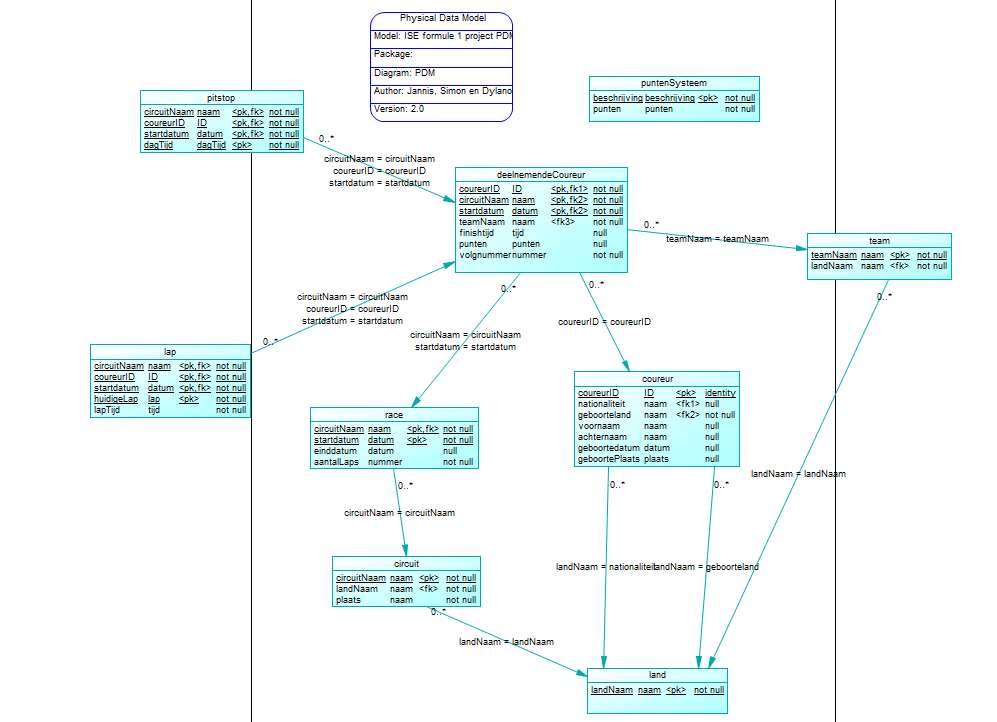 Physical Data Model
Model: ISE formule 1 project PDM
Package:
Diagram: PDM
Author: Jannis, Simon en Dylano
Version: 2.0
puntenSysteem
beschrijving beschrijving <pk> not null
punten punten not null
pitstop
circuitNaam naam <pk,fk> not null
coureurID ID <pk,fk> not null
startdatum datum <pk,fk> not null
dagTijd dagTijd <pk> not null
0..*
circuitNaam = circuitNaam
coureurID = coureurID
startdatum = startdatum
deelnemendeCoureur
coureurID ID <pk,fk1> not null
circuitNaam naam <pk,fk2> not null
startdatum datum <pk,fk2> not null
teamNaam naam <fk3> not null
finishtijd tijd null
punten punten null
volgnummer nummer not null
0..*
teamNaam = teamNaam
team
teamNaam naam <pk> not null
landNaam naam <fk> not null
0..*
0..*
0..*
circuitNaam = circuitNaam
coureurID = coureurID
startdatum = startdatum
0..*
coureurID = coureurID
circuitNaam = circuitNaam
startdatum = startdatum
lap
circuitNaam naam <pk,fk> not null
coureurID ID <pk,fk> not null
startdatum datum <pk,fk> not null
huidigeLap lap <pk> not null
lapTijd tijd not null
coureur
coureurID ID <pk> identity
nationaliteit naam <fk1> null
geboorteland naam <fk2> not null
voornaam naam null
achternaam naam null
geboortedatum datum null
geboortePlaats plaats null
race
circuitNaam naam <pk,fk> not null
startdatum datum <pk> not null
einddatum datum null
aantalLaps nummer not null
0..*
0..*
0..*
landNaam = landNaam
circuitNaam = circuitNaam
circuit
circuitNaam naam <pk> not null
landNaam naam <fk> not null
plaats naam not null
0..*
landNaam = nationaliteit
landNaam = geboorteland
landNaam = landNaam
land
landNaam naam <pk> not null